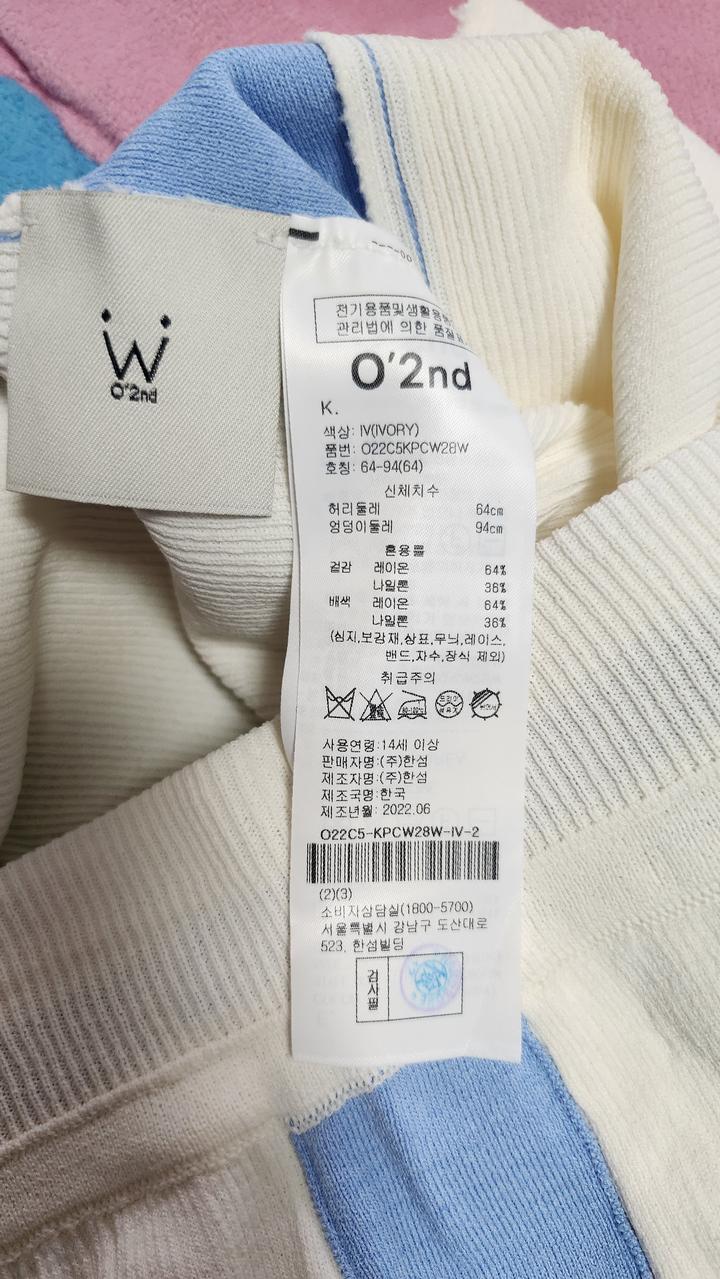 W
O'2nd
전기용품및생활용
관리법에 의한 품질
O'2nd
K.
색상: IV(IVORY)
품번: O22C5KPCW28W
호칭: 64-94(64)
신체치수
허리둘레 64cm
엉덩이둘레 94cm
혼용률
겉감 레이온 64%
나일론 36%
배색 레이온 64%
나일론 36%
(심지,보강재,상표,무늬,레이스,
밴드,자수,장식 제외)
취급주의
사용연령:14세 이상
판매자명:(주)한섬
제조자명:(주)한섬
제조국명:한국
제조년월: 2022.06
O22C5-KPCW28W-IV-2
(2)(3)
소비자상담실(1800-5700)
서울특별시 강남구 도산대로
523, 한섬빌딩
검사필